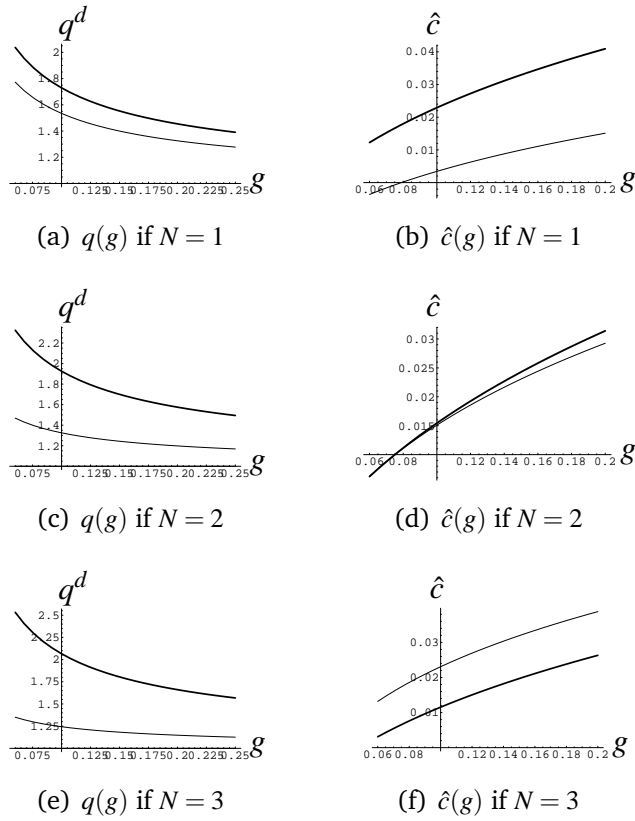 q^d ĉ
2 0.04
1.8 0.03
1.6 0.02
1.4 0.01
1.2
0.075 0.125 0.15 0.175 0.2 0.225 0.25 g 0.06 0.08 0.12 0.14 0.16 0.18 0.2 g
(a) q(g) if N = 1 (b) ĉ(g) if N = 1
q^d ĉ
2.2 0.03
2 0.025
1.8 0.02
1.6 0.015
1.4
1.2
0.075 0.125 0.15 0.175 0.2 0.225 0.25 g 0.06 0.08 0.12 0.14 0.16 0.18 0.2 g
(c) q(g) if N = 2 (d) ĉ(g) if N = 2
q^d ĉ
2.5 0.03
2.25 0.02
2 0.01
1.75
1.5
1.25
0.075 0.125 0.15 0.175 0.2 0.225 0.25 g 0.06 0.08 0.12 0.14 0.16 0.18 0.2 g
(e) q(g) if N = 3 (f) ĉ(g) if N = 3